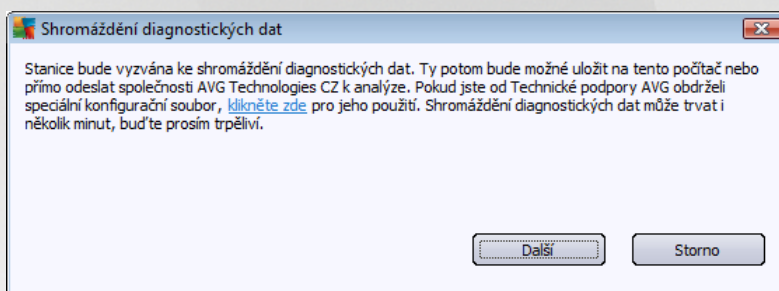 Shromáždění diagnostických dat
Stanice bude vyzvána ke shromáždění diagnostických dat. Ty potom bude možné uložit na tento počítač nebo
přímo odeslat společnosti AVG Technologies CZ k analýze. Pokud jste od Technické podpory AVG obdrželi
speciální konfigurační soubor, klikněte zde pro jeho použití. Shromáždění diagnostických dat může trvat i
několik minut, buďte prosím trpěliví.
Další
Storno